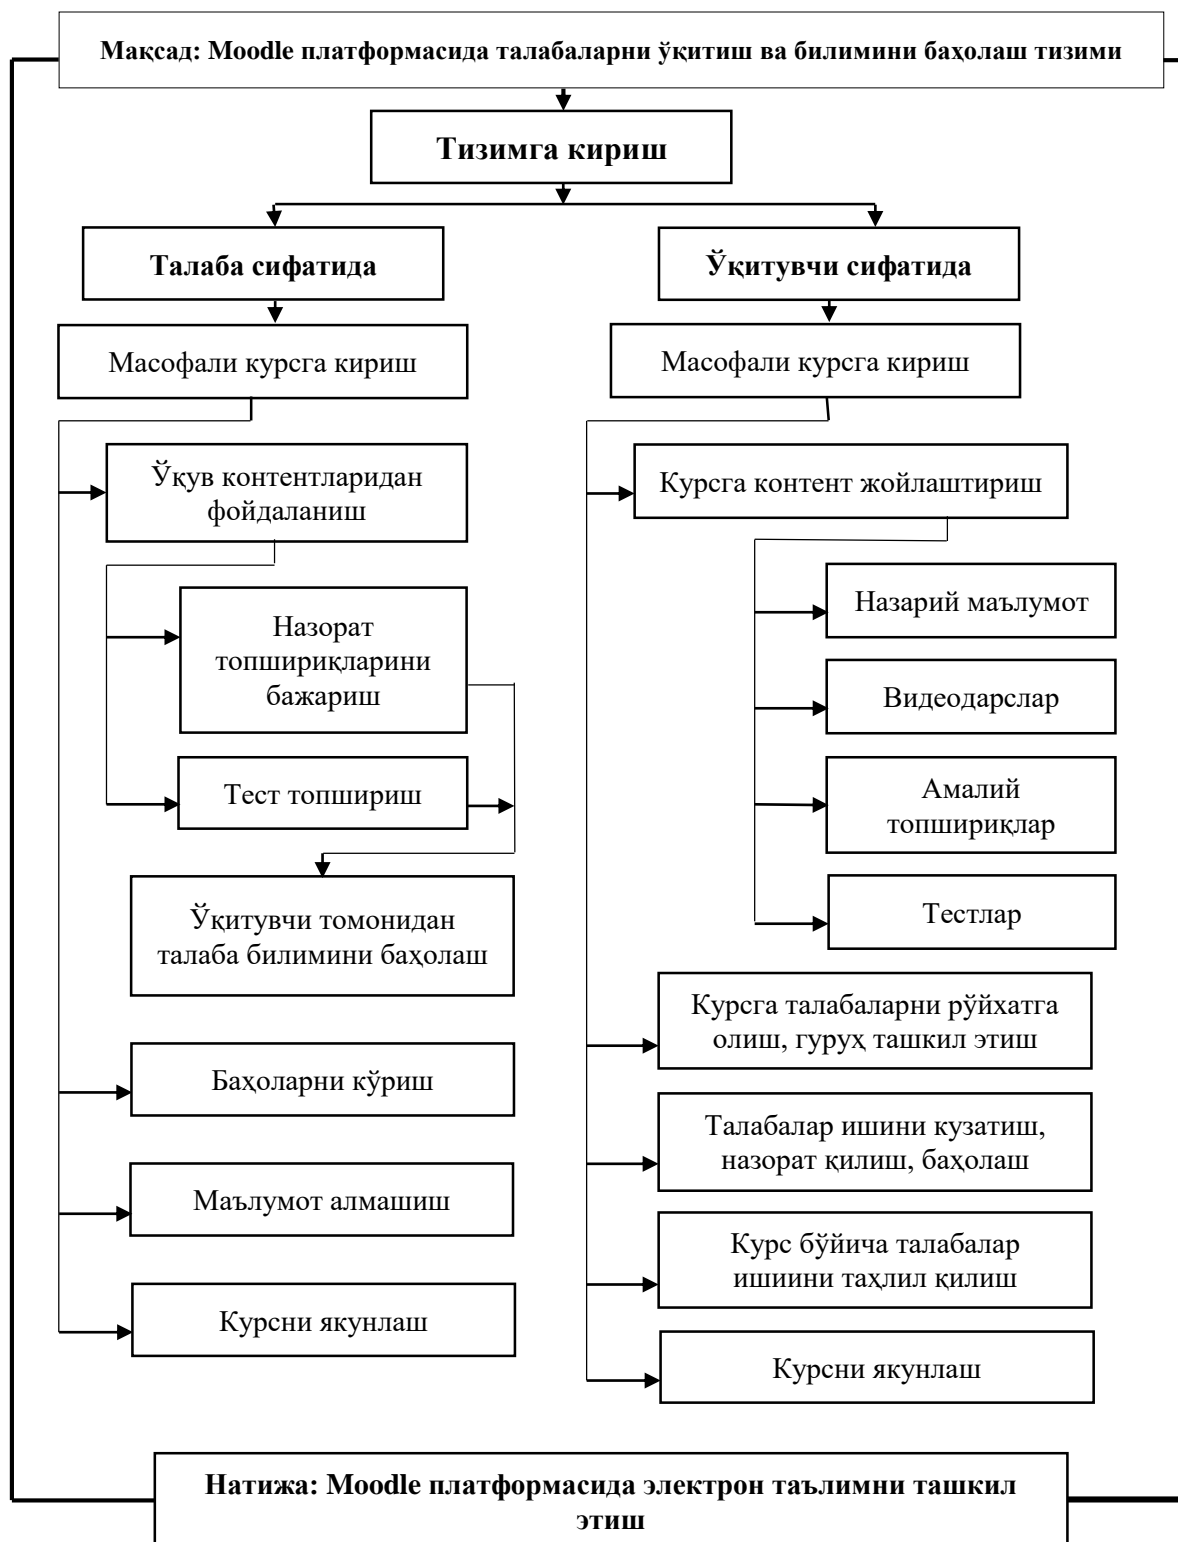 Мақсад: Moodle платформасида талабаларни ўқитиш ва билимини баҳолаш тизими
Тизимга кириш
Талаба сифатида
Масофали курсга кириш
Ўқув контентларидан
фойдаланиш
Назорат
топшириқларини
бажариш
Тест топшириш
Ўқитувчи томонидан
талаба билимини баҳолаш
Баҳоларни кўриш
Маълумот алмашиш
Курсни якунлаш
Ўқитувчи сифатида
Масофали курсга кириш
Курсга контент жойлаштириш
Назарий маълумот
Видеодарслар
Амалий
топшириқлар
Тестлар
Курсга талабаларни рўйхатга
олиш, гуруҳ ташкил этиш
Талабалар ишини кузатиш,
назорат қилиш, баҳолаш
Курс бўйича талабалар
ишиини таҳлил қилиш
Курсни якунлаш
Натижа: Moodle платформасида электрон таълимни ташкил
этиш